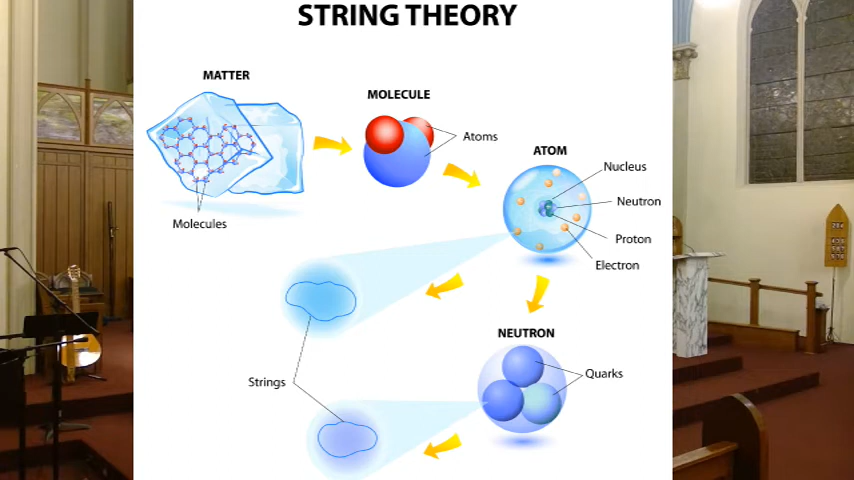 STRING THEORY
MATTER
MOLECULE
Atoms
ATOM
Nucleus
Neutron
Proton
Electron
Molecules
NEUTRON
Quarks
Strings